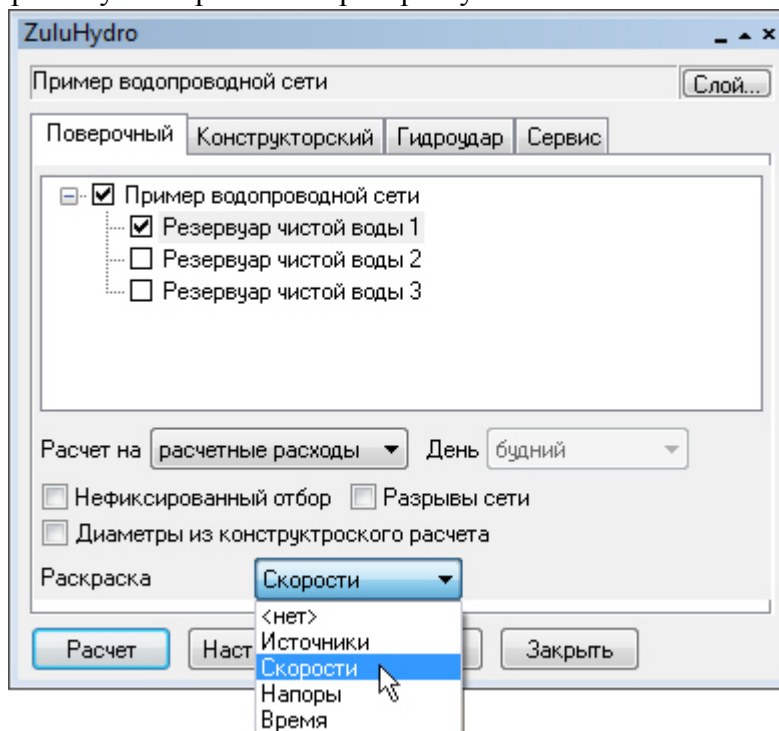 ZuluHydro
Пример водопроводной сети
Слой...
Поверочный Конструкторский Гидроудар Сервис
Пример водопроводной сети
Резервуар чистой воды 1
Резервуар чистой воды 2
Резервуар чистой воды 3
Расчет на расчетные расходы День будний
Нефиксированный отбор Разрывы сети
Диаметры из конструктроского расчета
Раскраска Скорости
<нет>
Расчет Наст Источники Закрыть
Скорости
Напоры
Время